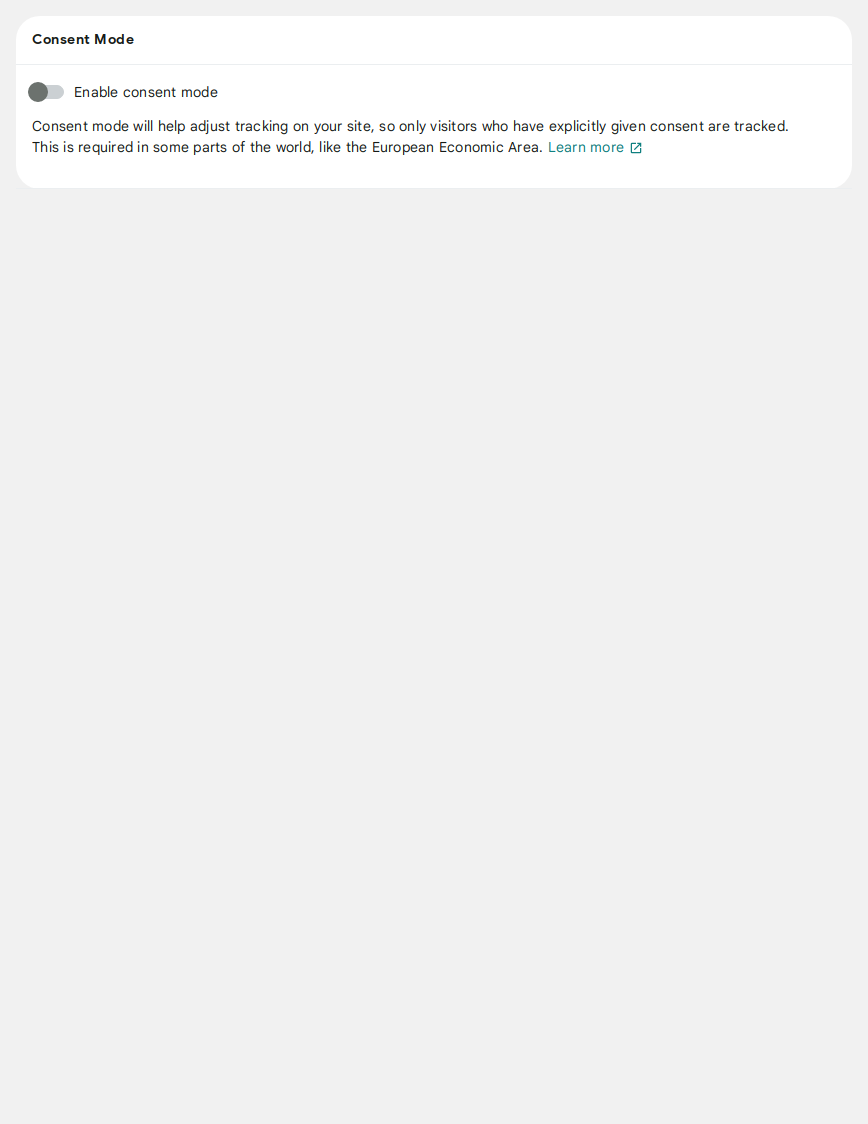 Consent Mode
Enable consent mode
Consent mode will help adjust tracking on your site, so only visitors who have explicitly given consent are tracked.
This is required in some parts of the world, like the European Economic Area. Learn more